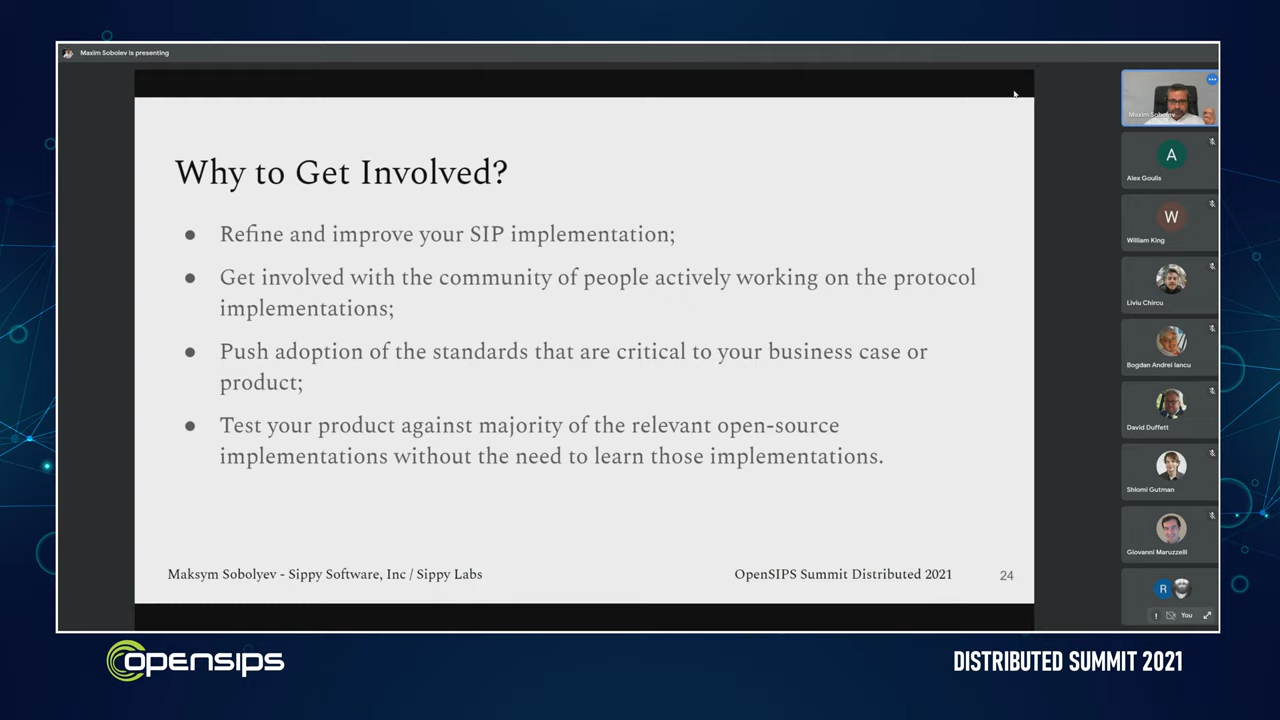 Maxim Sobolev is presenting
Why to Get Involved?
● Refine and improve your SIP implementation;
● Get involved with the community of people actively working on the protocol
implementations;
● Push adoption of the standards that are critical to your business case or
product;
● Test your product against majority of the relevant open-source
implementations without the need to learn those implementations.
Maksym Sobolyev - Sippy Software, Inc / Sippy Labs
OpenSIPS Summit Distributed 2021
24
Maxim Sobolev
A
Alex Goulis
W
William King
Liviu Chircu
Bogdan Andrei Iancu
David Duffett
Shlomi Gutman
Giovanni Maruzzelli
R
You
opensips
DISTRIBUTED SUMMIT 2021